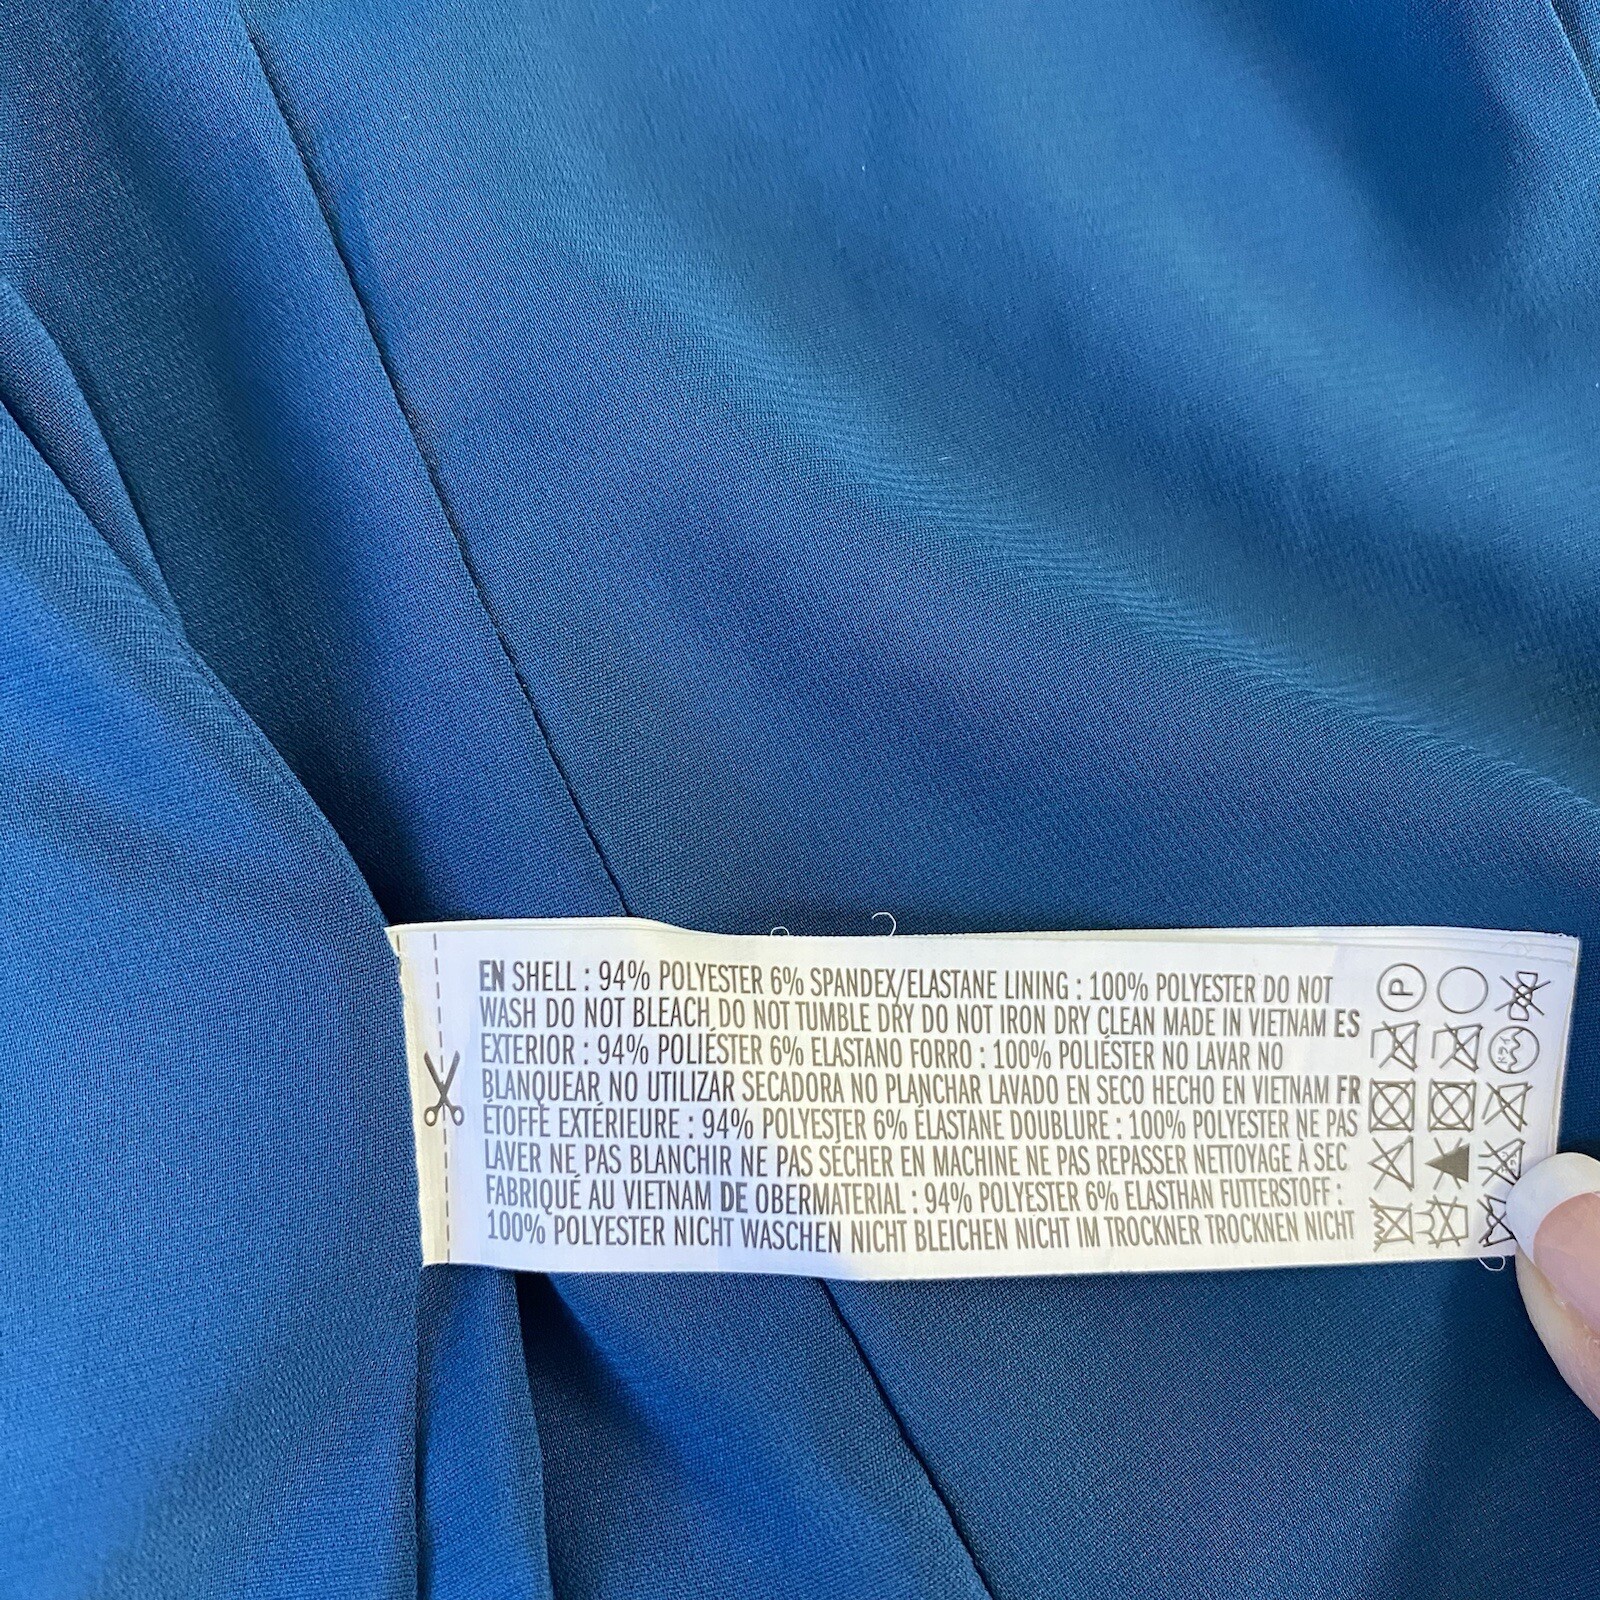 EN SHELL : 94% POLYESTER 6% SPANDEX/ELASTANE LINING : 100% POLYESTER DO NOT
WASH DO NOT BLEACH DO NOT TUMBLE DRY DO NOT IRON DRY CLEAN MADE IN VIETNAM ES
EXTERIOR : 94% POLIÉSTER 6% ELASTANO FORRO : 100% POLIÉSTER NO LAVAR NO
BLANQUEAR NO UTILIZAR SECADORA NO PLANCHAR LAVADO EN SECO HECHO EN VIETNAM FR
ÉTOFFE EXTÉRIEURE : 94% POLYESTER 6% ÉLASTANE DOUBLURE : 100% POLYESTER NE PAS
LAVER NE PAS BLANCHIR NE PAS SÉCHER EN MACHINE NE PAS REPASSER NETTOYAGE À SEC
FABRIQUÉ AU VIETNAM DE OBERMATERIAL : 94% POLYESTER 6% ELASTHAN FUTTERSTOFF :
100% POLYESTER NICHT WASCHEN NICHT BLEICHEN NICHT IM TROCKNER TROCKNEN NICHT
P